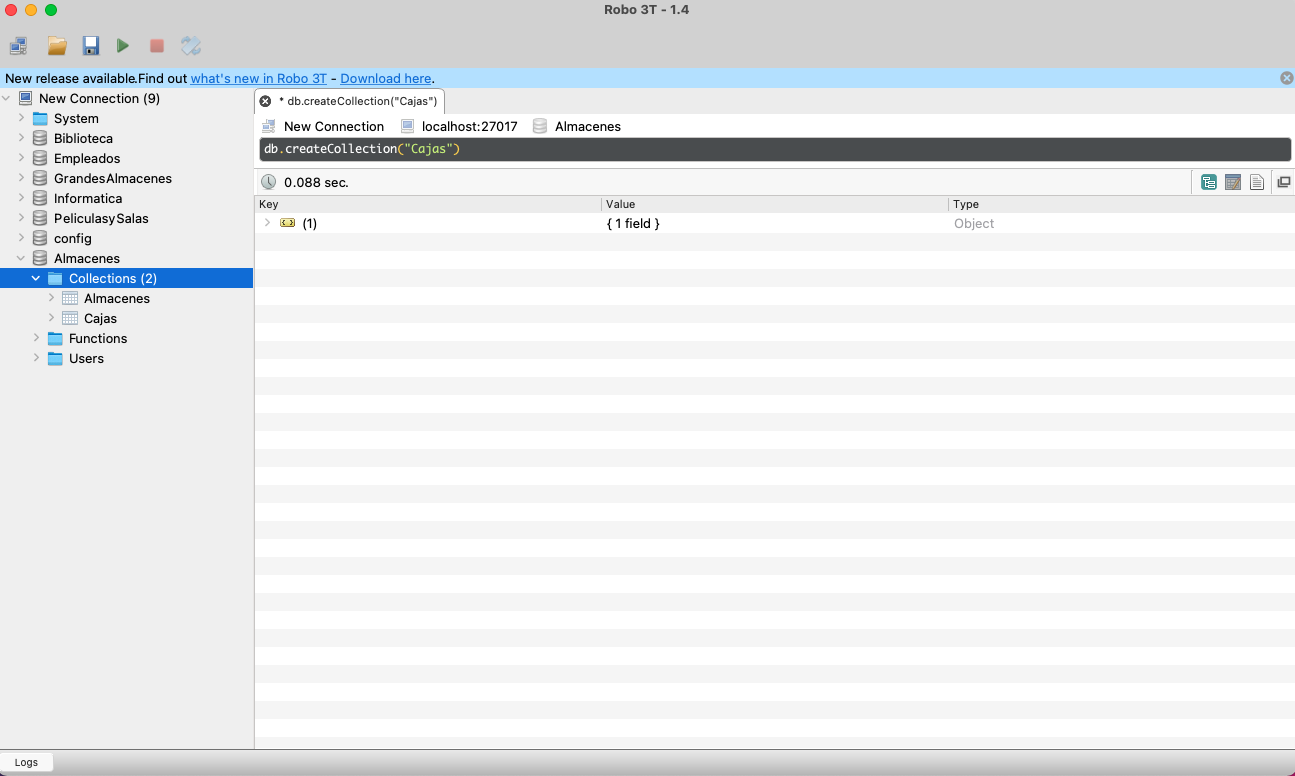 Robo 3T - 1.4
New release available.Find out what's new in Robo 3T - Download here.
New Connection (9)
System
Biblioteca
Empleados
GrandesAlmacenes
Informatica
PeliculasySalas
config
Almacenes
Collections (2)
Almacenes
Cajas
Functions
Users
* db.createCollection("Cajas")
New Connection localhost:27017 Almacenes
db.createCollection("Cajas")
0.088 sec.
Key Value Type
(1) { 1 field } Object
Logs